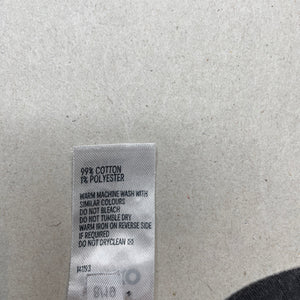 99% COTTON
1% POLYESTER
WARM MACHINE WASH WITH
SIMILAR COLOURS
DO NOT BLEACH
DO NOT TUMBLE DRY
WARM IRON ON REVERSE SIDE
IF REQUIRED
DO NOT DRYCLEAN